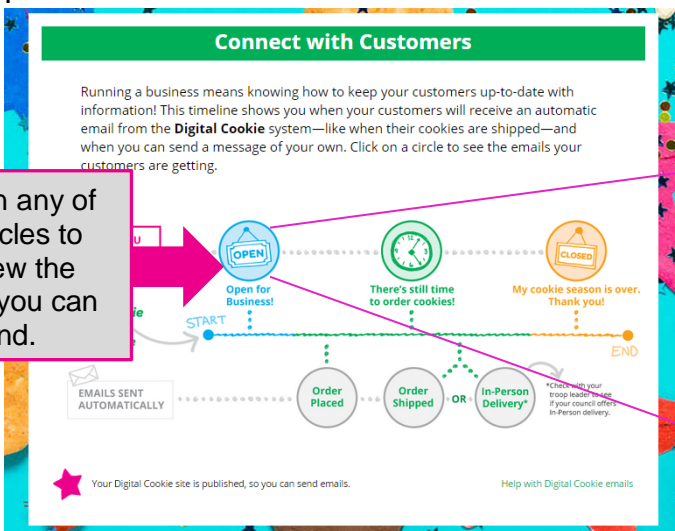 Connect with Customers
Running a business means knowing how to keep your customers up-to-date with
information! This timeline shows you when your customers will receive an automatic
email from the Digital Cookie system—like when their cookies are shipped—and
when you can send a message of your own. Click on a circle to see the emails your
customers are getting.
any of
cles to
ew the
you can
nd.
OPEN
CLOSED
Open for
Business!
There's still time
to order cookies!
My cookie season is over.
Thank you!
START
END
EMAILS SENT
AUTOMATICALLY
Order
Placed
Order
Shipped
OR
In-Person
Delivery*
*Check with your
troop leader to see
if your council offers
In-Person delivery.
Your Digital Cookie site is published, so you can send emails.
Help with Digital Cookie emails